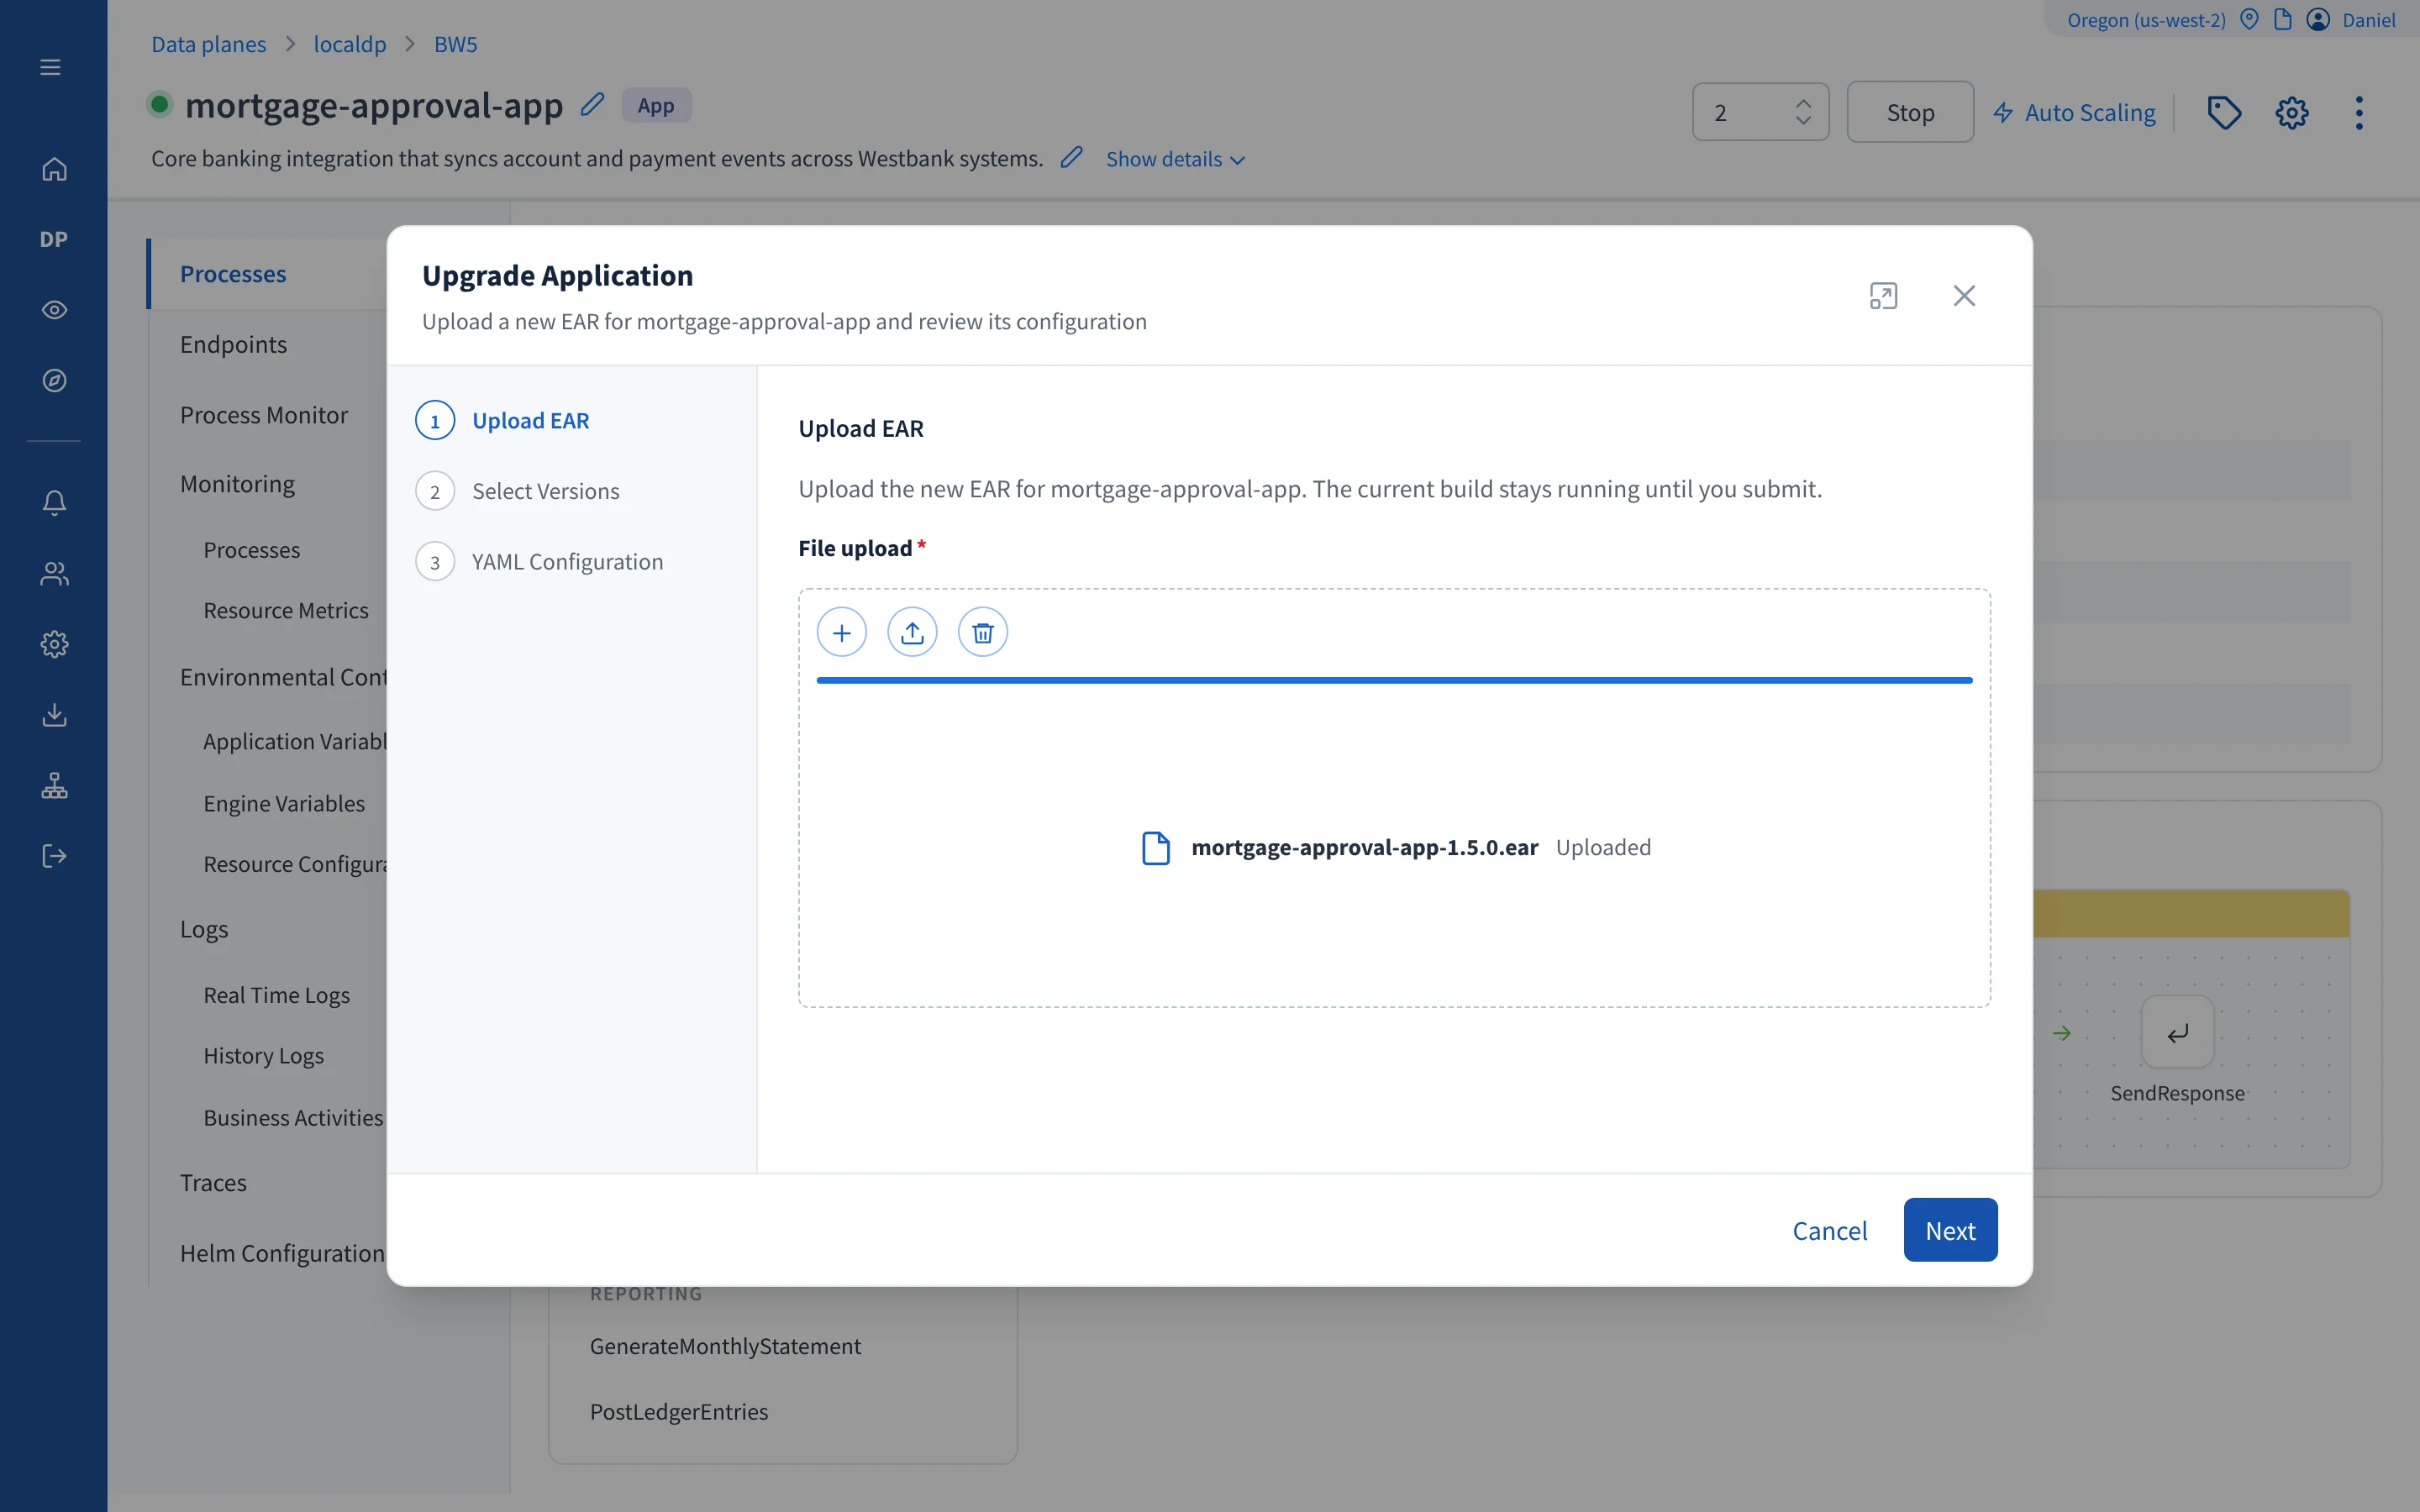 Oregon (us-west-2) Daniel
Data planes > localdp > BW5
mortgage-approval-app App
2 Stop Auto Scaling
Core banking integration that syncs account and payment events across Westbank systems. Show details
DP
Processes
Endpoints
Process Monitor
Monitoring
Processes
Resource Metrics
Environmental Cont
Application Variabl
Engine Variables
Resource Configura
Logs
Real Time Logs
History Logs
Business Activities
Traces
Helm Configuration
Upgrade Application
Upload a new EAR for mortgage-approval-app and review its configuration
1 Upload EAR
2 Select Versions
3 YAML Configuration
Upload EAR
Upload the new EAR for mortgage-approval-app. The current build stays running until you submit.
File upload *
mortgage-approval-app-1.5.0.ear Uploaded
Cancel Next
SendResponse
REPORTING
GenerateMonthlyStatement
PostLedgerEntries